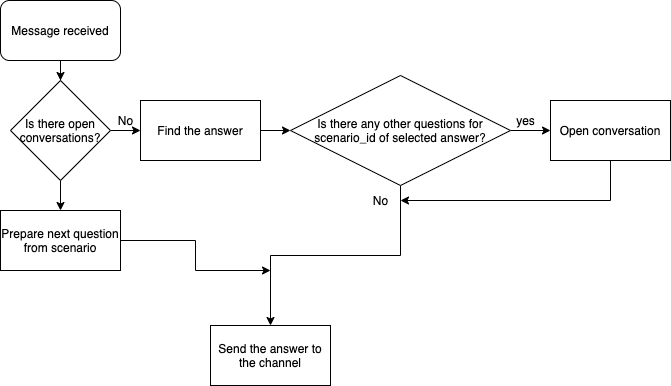 Message received
Is there open
conversations?
No
Find the answer
Is there any other questions for
scenario_id of selected answer?
yes
Open conversation
No
Prepare next question
from scenario
Send the answer to
the channel